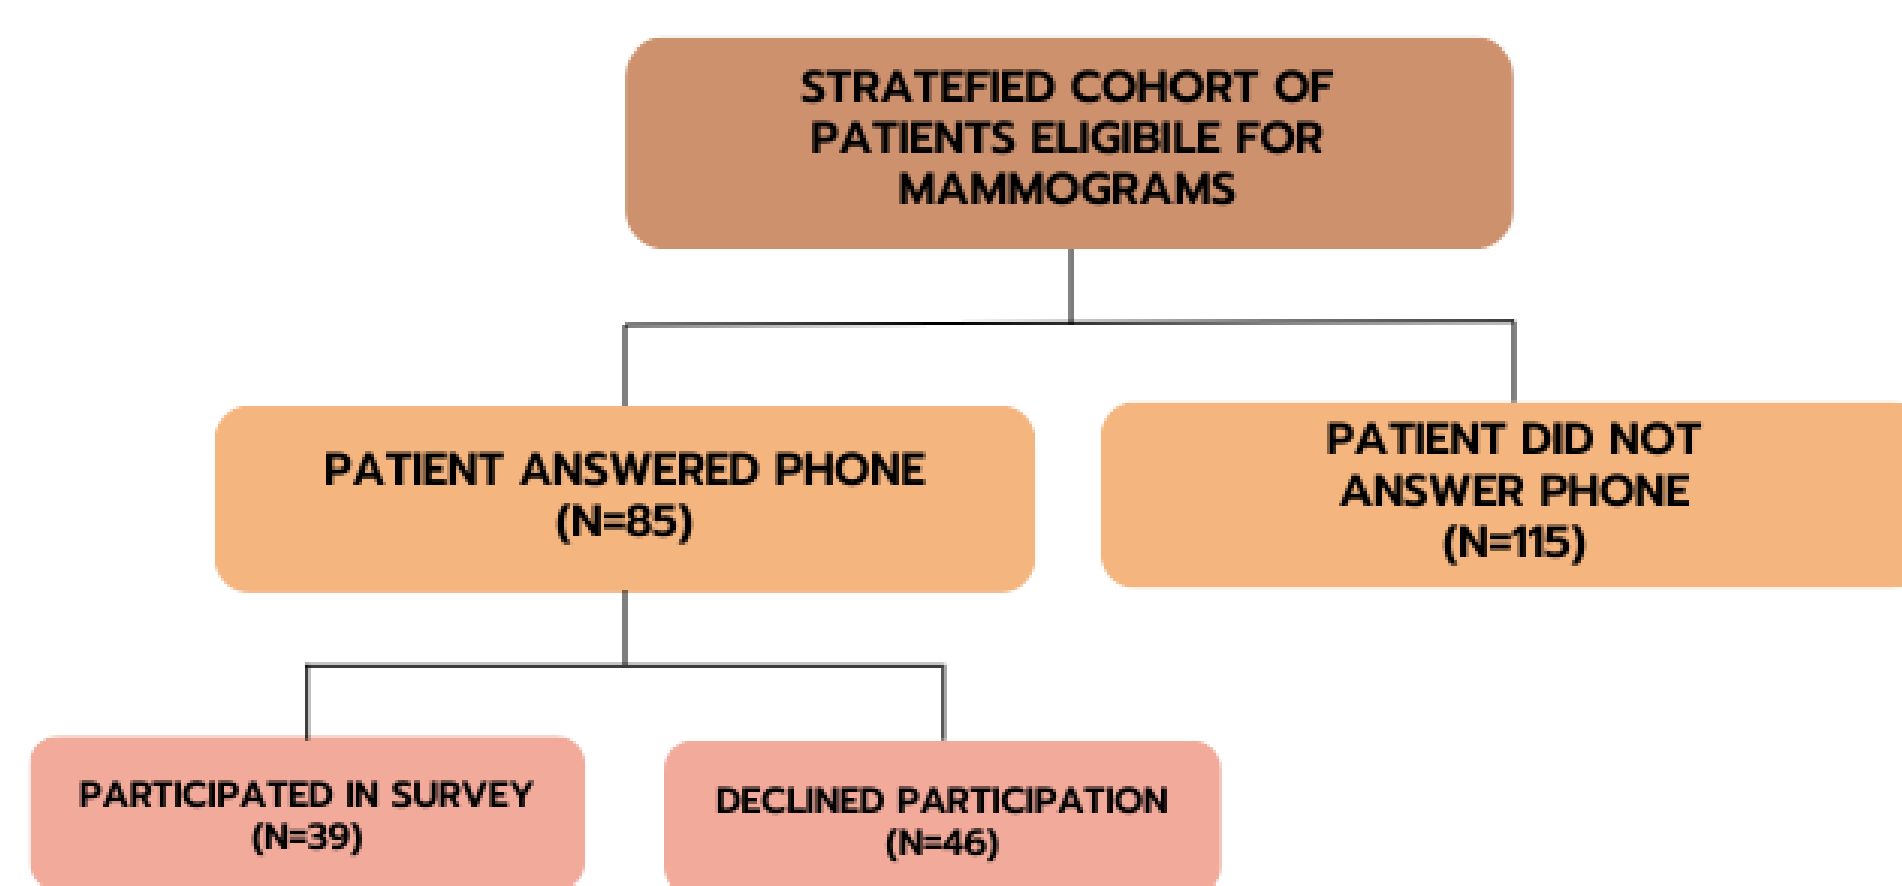 STRATEFIED COHORT OF
PATIENTS ELIGIBILE FOR
MAMMOGRAMS
PATIENT ANSWERED PHONE
(N=85)
PATIENT DID NOT
ANSWER PHONE
(N=115)
PARTICIPATED IN SURVEY
(N=39)
DECLINED PARTICIPATION
(N=46)